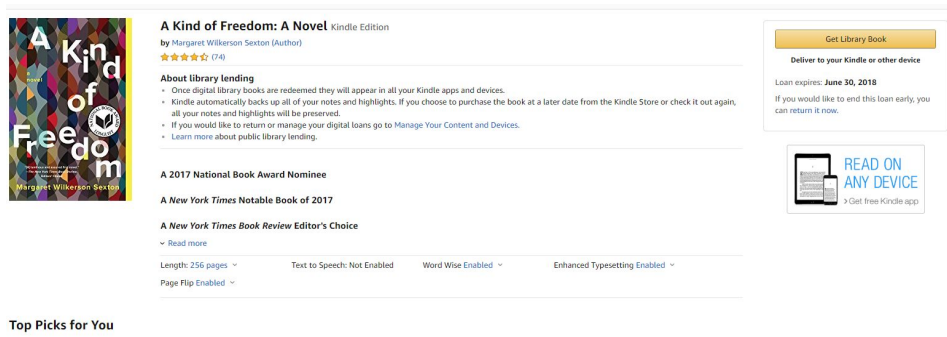 A Kind of Freedom: A Novel Kindle Edition
by Margaret Wilkerson Sexton (Author)
(74)
About library lending
• Once digital library books are redeemed they will appear in all your Kindle apps and devices.
• Kindle automatically backs up all of your notes and highlights. If you choose to purchase the book at a later date from the Kindle Store or check it out again,
all your notes and highlights will be preserved.
• If you would like to return or manage your digital loans go to Manage Your Content and Devices.
• Learn more about public library lending.
A 2017 National Book Award Nominee
A New York Times Notable Book of 2017
A New York Times Book Review Editor's Choice
Read more
Length: 256 pages
Text to Speech: Not Enabled
Word Wise Enabled
Enhanced Typesetting Enabled
Page Flip Enabled
Top Picks for You
A Kind
a novel
of
Freedom
Margaret Wilkerson Sexton
Get Library Book
Deliver to your Kindle or other device
Loan expires: June 30, 2018
If you would like to end this loan early, you
can return it now.
READ ON
ANY DEVICE
> Get free Kindle app